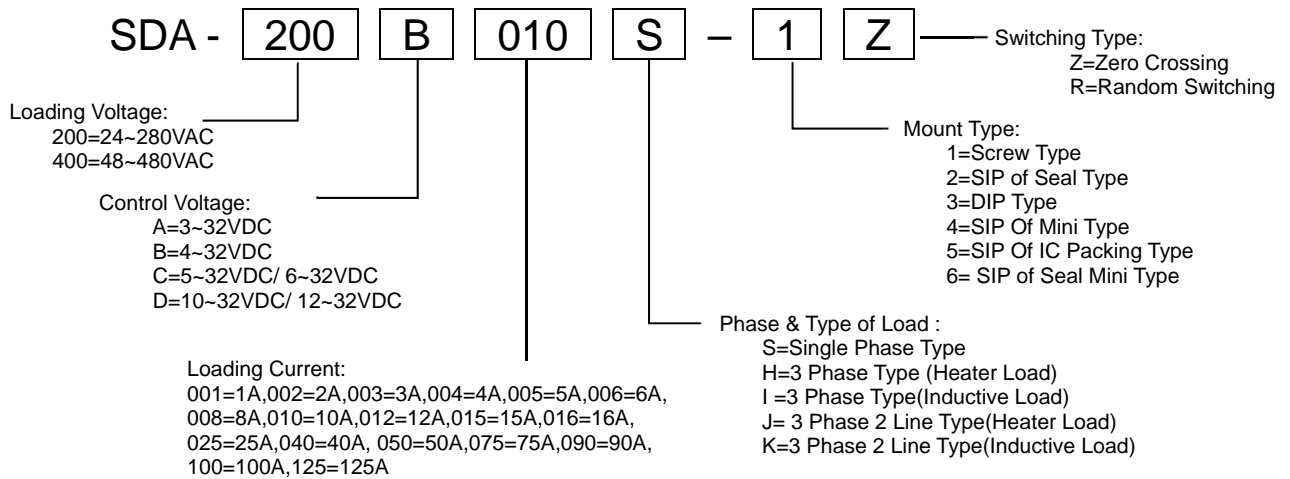 SDA - 200 B 010 S – 1 Z
Switching Type:
Z=Zero Crossing
R=Random Switching
Loading Voltage:
200=24~280VAC
400=48~480VAC
Mount Type:
1=Screw Type
2=SIP of Seal Type
3=DIP Type
4=SIP Of Mini Type
5=SIP Of IC Packing Type
6= SIP of Seal Mini Type
Control Voltage:
A=3~32VDC
B=4~32VDC
C=5~32VDC/ 6~32VDC
D=10~32VDC/ 12~32VDC
Phase & Type of Load :
S=Single Phase Type
H=3 Phase Type (Heater Load)
I =3 Phase Type(Inductive Load)
J= 3 Phase 2 Line Type(Heater Load)
K=3 Phase 2 Line Type(Inductive Load)
Loading Current:
001=1A,002=2A,003=3A,004=4A,005=5A,006=6A,
008=8A,010=10A,012=12A,015=15A,016=16A,
025=25A,040=40A, 050=50A,075=75A,090=90A,
100=100A,125=125A